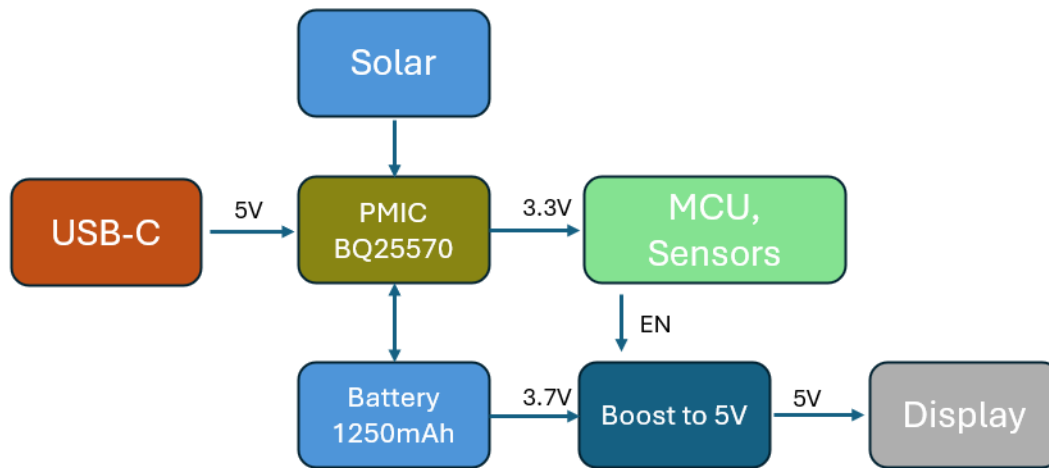 Solar
USB-C
5V
PMIC
BQ25570
3.3V
MCU,
Sensors
EN
Battery
1250mAh
3.7V
Boost to 5V
5V
Display